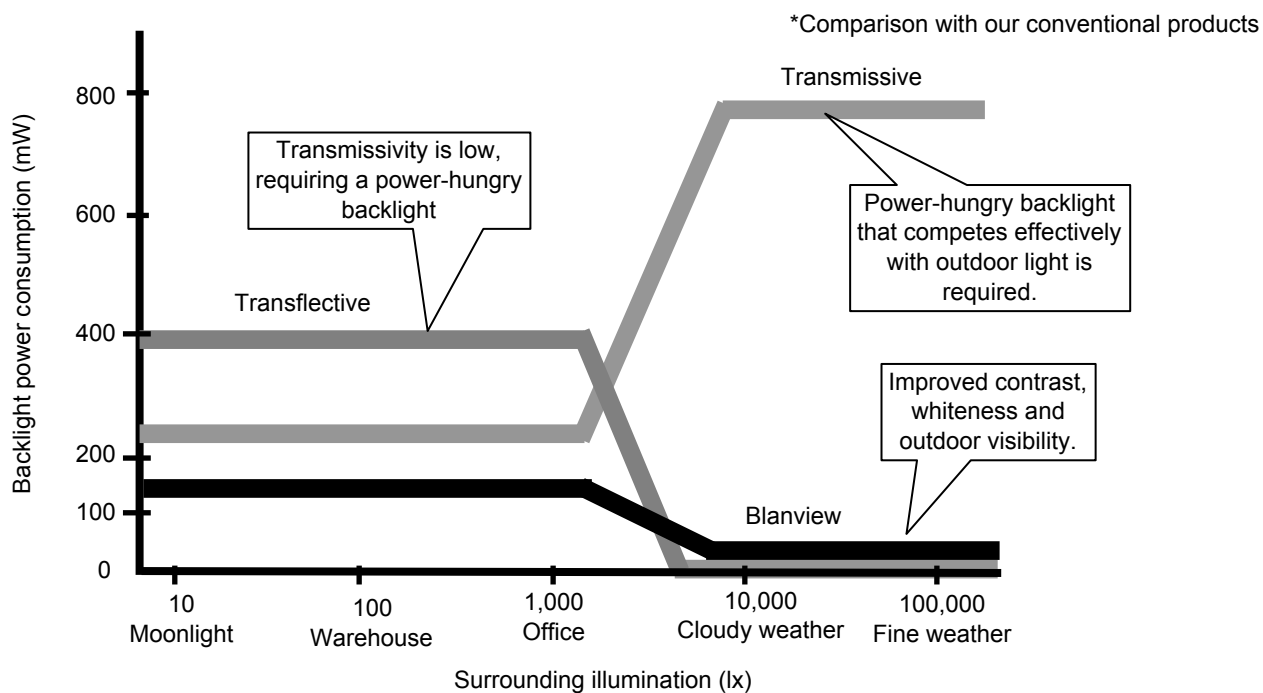 *Comparison with our conventional products
Transmissive
800
Transmissivity is low,
requiring a power-hungry
backlight
Power-hungry backlight
that competes effectively
with outdoor light is
required.
600
Backlight power consumption (mW)
Transflective
400
Improved contrast,
whiteness and
outdoor visibility.
200
100
Blanview
0
10
100
1,000
10,000
100,000
Moonlight
Warehouse
Office
Cloudy weather
Fine weather
Surrounding illumination (lx)